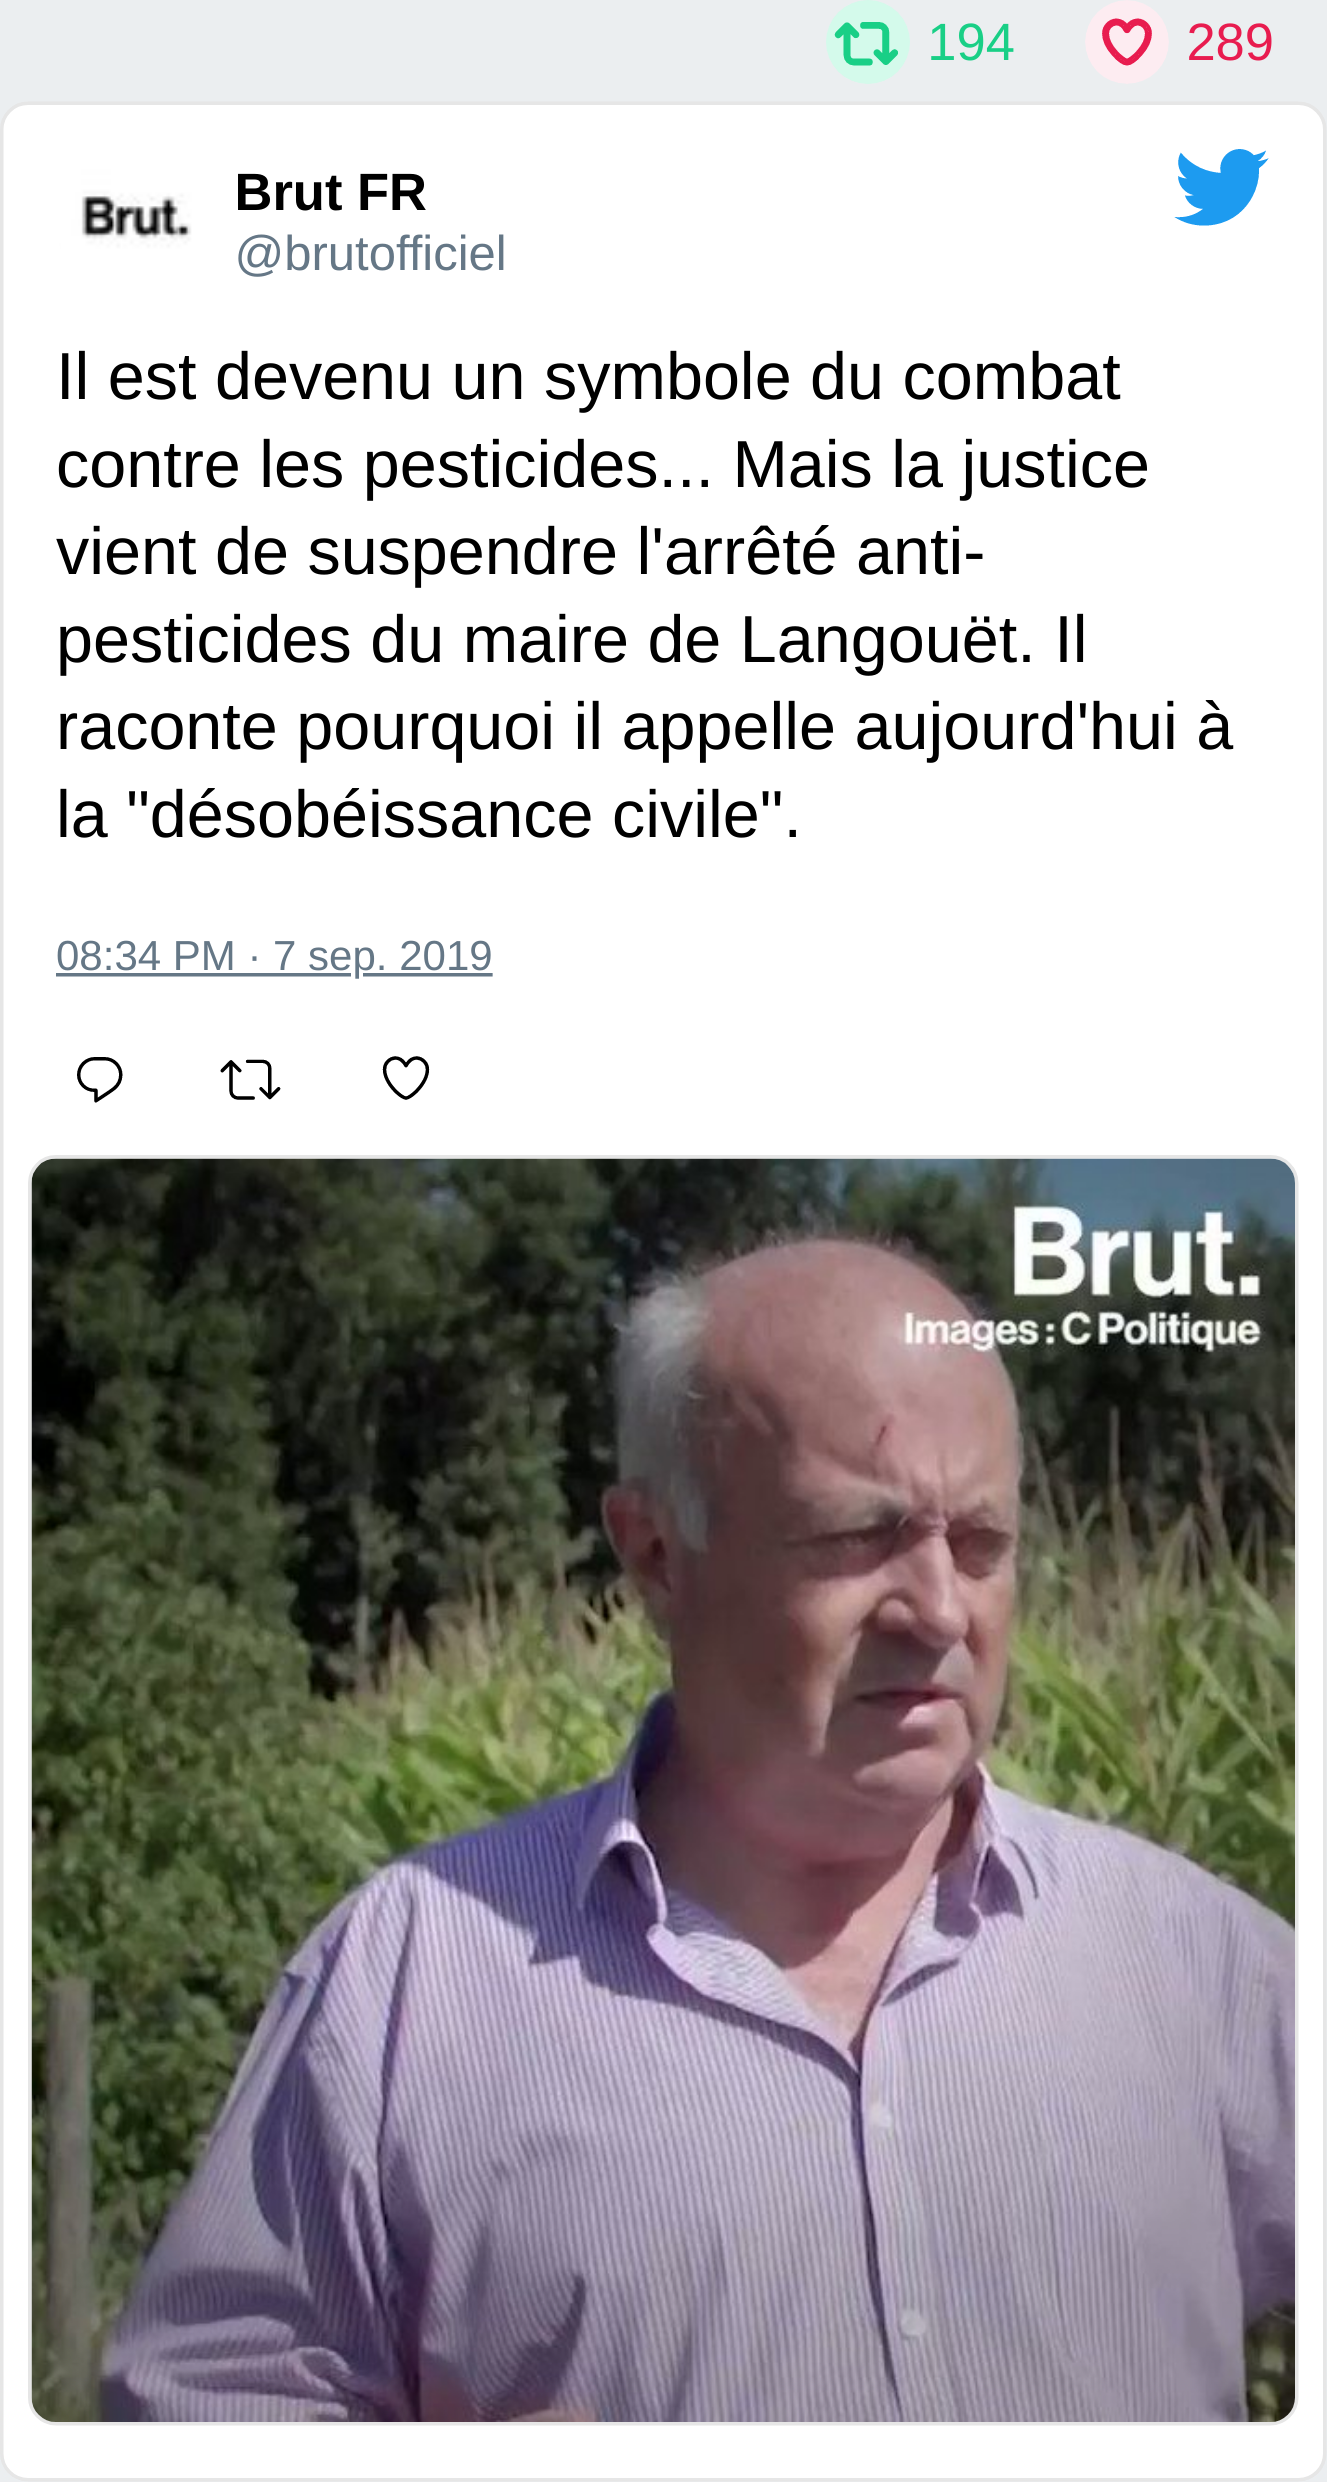 194 289
Brut.
Brut FR
@brutofficiel
Il est devenu un symbole du combat
contre les pesticides... Mais la justice
vient de suspendre l'arrêté anti-
pesticides du maire de Langouët. Il
raconte pourquoi il appelle aujourd'hui à
la "désobéissance civile".
08:34 PM · 7 sep. 2019
Brut.
Images : C Politique